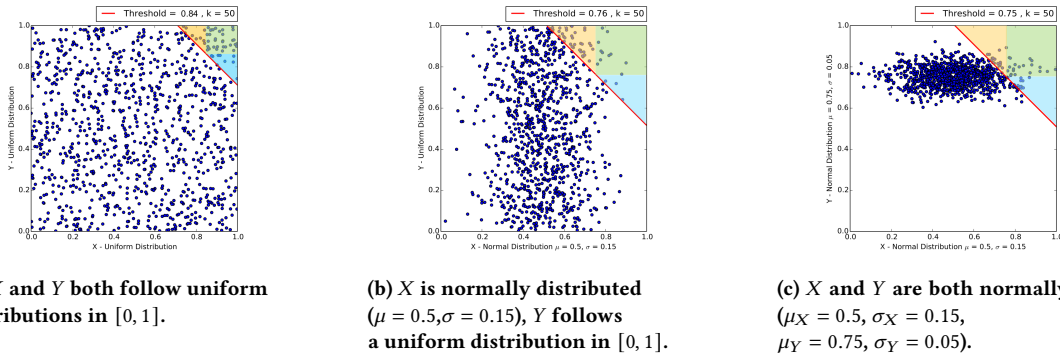 Threshold = 0.84 , k = 50
1.0
0.8
0.6
0.4
0.2
0.0
Y - Uniform Distribution
0.0 0.2 0.4 0.6 0.8 1.0
X - Uniform Distribution
and Y both follow uniform
ributions in [0, 1].
Threshold = 0.76 , k = 50
1.0
0.8
0.6
0.4
0.2
0.0
Y - Uniform Distribution
0.0 0.2 0.4 0.6 0.8 1.0
X - Normal Distribution μ = 0.5, σ = 0.15
(b) X is normally distributed
(μ = 0.5,σ = 0.15), Y follows
a uniform distribution in [0, 1].
Threshold = 0.75 , k = 50
1.0
0.8
0.6
0.4
0.2
0.0
Y - Normal Distribution μ = 0.75, σ = 0.05
0.0 0.2 0.4 0.6 0.8 1.0
X - Normal Distribution μ = 0.5, σ = 0.15
(c) X and Y are both normally
(μX = 0.5, σX = 0.15,
μY = 0.75, σY = 0.05).